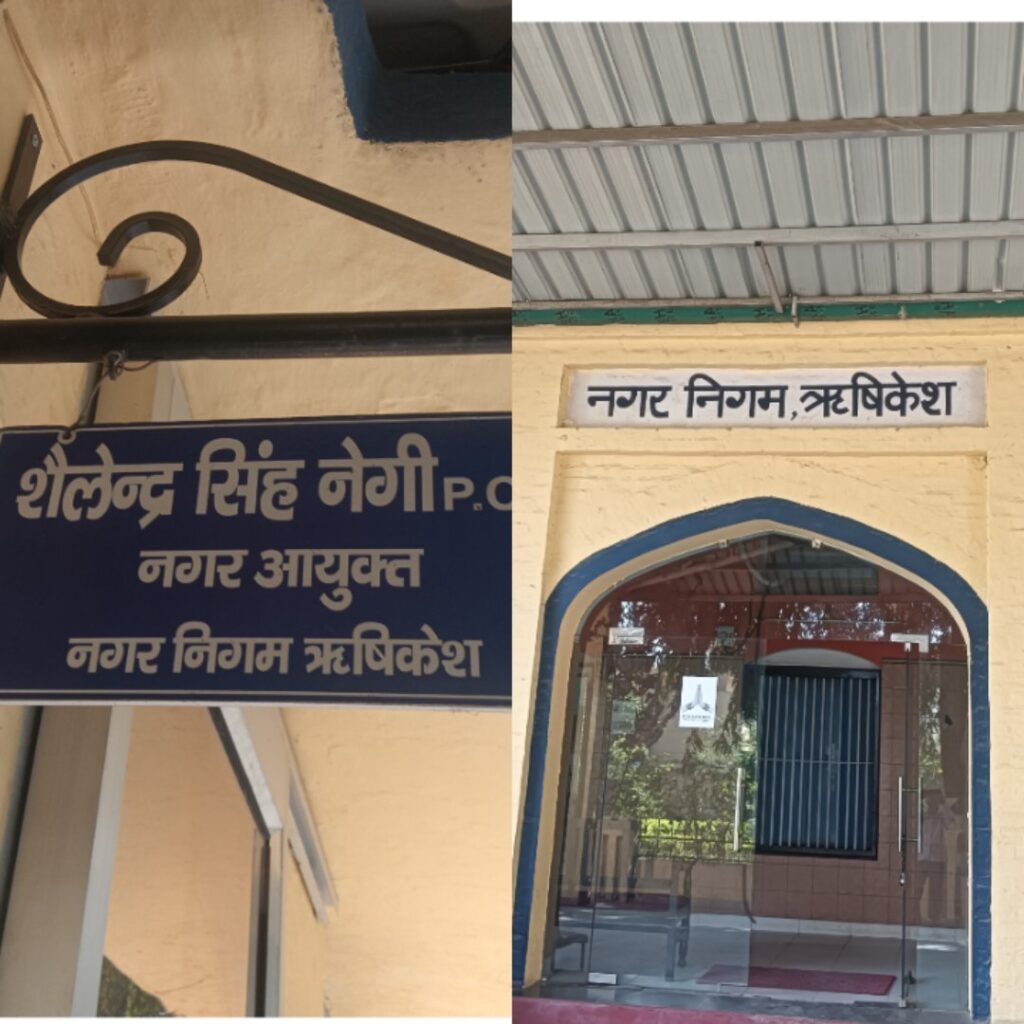 शैलेन्द्र सिंह नेगी P.C
नगर आयुक्त
नगर निगम ऋषिकेश
नगर निगम, ऋषिकेश